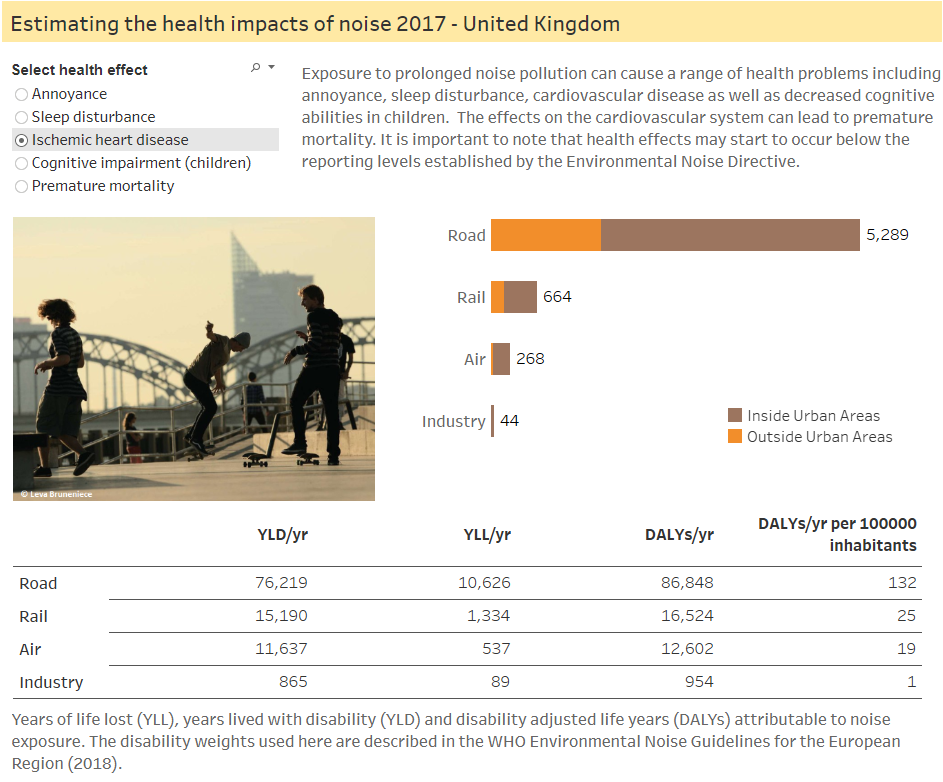 Estimating the health impacts of noise 2017 - United Kingdom
Select health effect
Annoyance
Sleep disturbance
Ischemic heart disease
Cognitive impairment (children)
Premature mortality
Exposure to prolonged noise pollution can cause a range of health problems including
annoyance, sleep disturbance, cardiovascular disease as well as decreased cognitive
abilities in children. The effects on the cardiovascular system can lead to premature
mortality. It is important to note that health effects may start to occur below the
reporting levels established by the Environmental Noise Directive.
© Leva Bruneniece
Road 5,289
Rail 664
Air 268
Industry 44
Inside Urban Areas
Outside Urban Areas
YLD/yr YLL/yr DALYs/yr DALYs/yr per 100000
inhabitants
Road 76,219 10,626 86,848 132
Rail 15,190 1,334 16,524 25
Air 11,637 537 12,602 19
Industry 865 89 954 1
Years of life lost (YLL), years lived with disability (YLD) and disability adjusted life years (DALYs) attributable to noise
exposure. The disability weights used here are described in the WHO Environmental Noise Guidelines for the European
Region (2018).